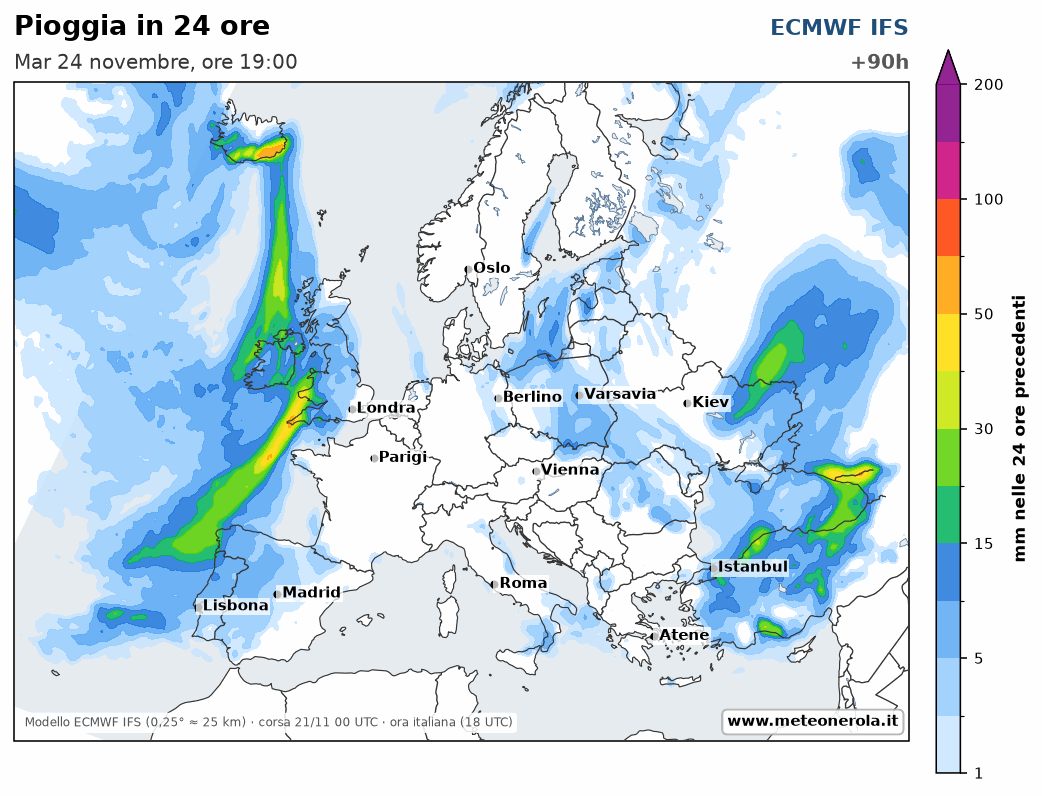 Pioggia in 24 ore
ECMWF IFS
Mar 24 novembre, ore 19:00
+90h
200
100
50
30
15
5
1
mm nelle 24 ore precedenti
Oslo
Berlino
Varsavia
Kiev
Londra
Parigi
Vienna
Istanbul
Roma
Madrid
Lisbona
Atene
Modello ECMWF IFS (0,25° ≈ 25 km) · corsa 21/11 00 UTC · ora italiana (18 UTC)
www.meteonerola.it